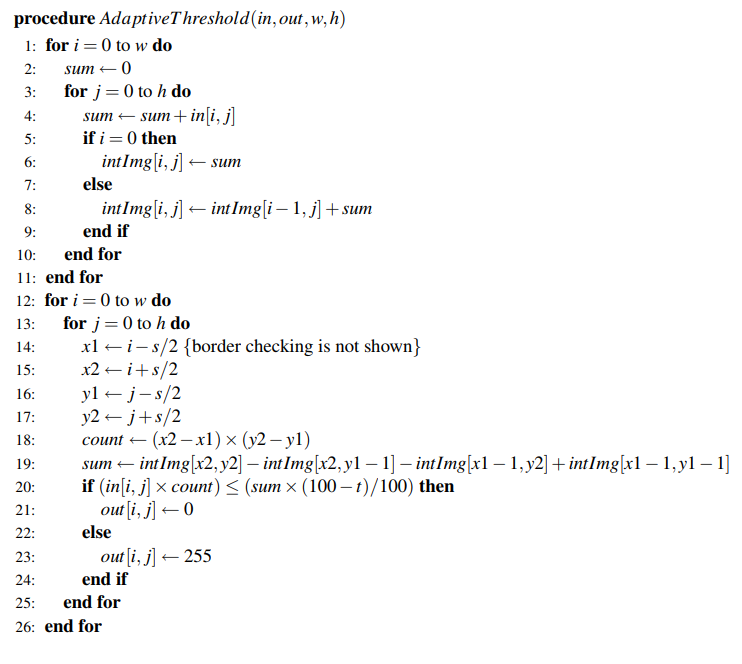 procedure AdaptiveThreshold(in,out,w,h)
1: for i = 0 to w do
2: sum ← 0
3: for j = 0 to h do
4: sum ← sum+in[i, j]
5: if i = 0 then
6: intImg[i, j] ← sum
7: else
8: intImg[i, j] ← intImg[i−1, j]+sum
9: end if
10: end for
11: end for
12: for i = 0 to w do
13: for j = 0 to h do
14: x1 ← i−s/2 {border checking is not shown}
15: x2 ← i+s/2
16: y1 ← j−s/2
17: y2 ← j+s/2
18: count ← (x2−x1)×(y2−y1)
19: sum ← intImg[x2,y2]−intImg[x2,y1−1]−intImg[x1−1,y2]+intImg[x1−1,y1−1]
20: if (in[i, j]×count) ≤ (sum×(100−t)/100) then
21: out[i, j] ← 0
22: else
23: out[i, j] ← 255
24: end if
25: end for
26: end for